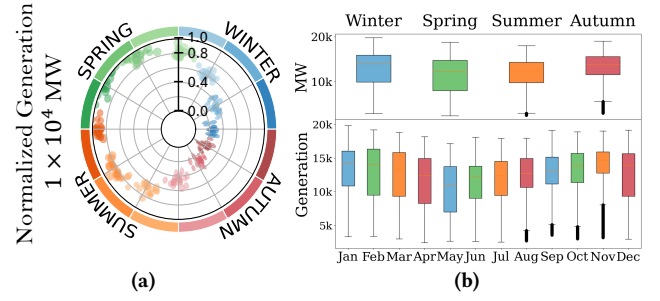 Normalized Generation
1 × 10⁴ MW
SPRING
WINTER
SUMMER
AUTUMN
1.0
0.8
0.4
0.0
(a)
Winter Spring Summer Autumn
20k
10k
MW
20k
15k
10k
5k
Generation
Jan Feb Mar Apr May Jun Jul Aug Sep Oct Nov Dec
(b)